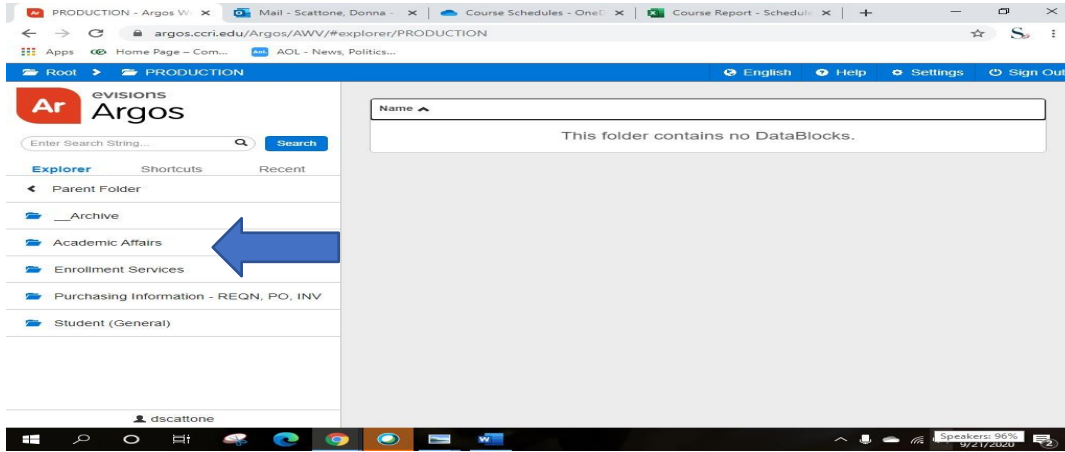 PRODUCTION - Argos W
Mail - Scattone, Donna -
Course Schedules - OneD
Course Report - Schedule
argos.ccri.edu/Argos/AWV/#explorer/PRODUCTION
Apps
Home Page – Com...
AOL - News, Politics...
Root
PRODUCTION
English
Help
Settings
Sign Out
Ar
evisions
Argos
Enter Search String...
Search
Explorer
Shortcuts
Recent
Parent Folder
__Archive
Academic Affairs
Enrollment Services
Purchasing Information - REQN, PO, INV
Student (General)
dscattone
Name
This folder contains no DataBlocks.
Speakers: 96%
9/21/2020